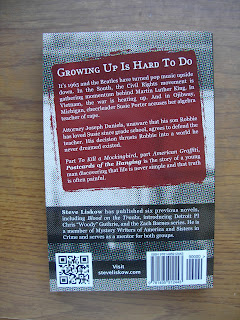 GROWING UP IS HARD TO DO
It's 1965 and the Beatles have turned pop music upside
down. In the South, the Civil Rights movement is
gathering momentum behind Martin Luther King. In
Vietnam, the war is heating up. And in Ojibway,
Michigan, cheerleader Susie Porter accuses her algebra
teacher of rape.
Attorney Joseph Daniels, unaware that his son Robbie
has loved Susie since grade school, agrees to defend the
teacher. His decision thrusts Robbie into a world he
never dreamed existed.
Part To Kill a Mockingbird, part American Graffiti,
Postcards of the Hanging is the story of a young
man discovering that life is never simple and that truth
is often painful.
Steve Liskow has published six previous novels,
including Blood on the Tracks, introducing Detroit PI
Chris "Woody" Guthrie, and the Zach Barnes series. He is
a member of Mystery Writers of America and Sisters in
Crime and serves as a mentor for both groups.
Visit
steveliskow.com
90000